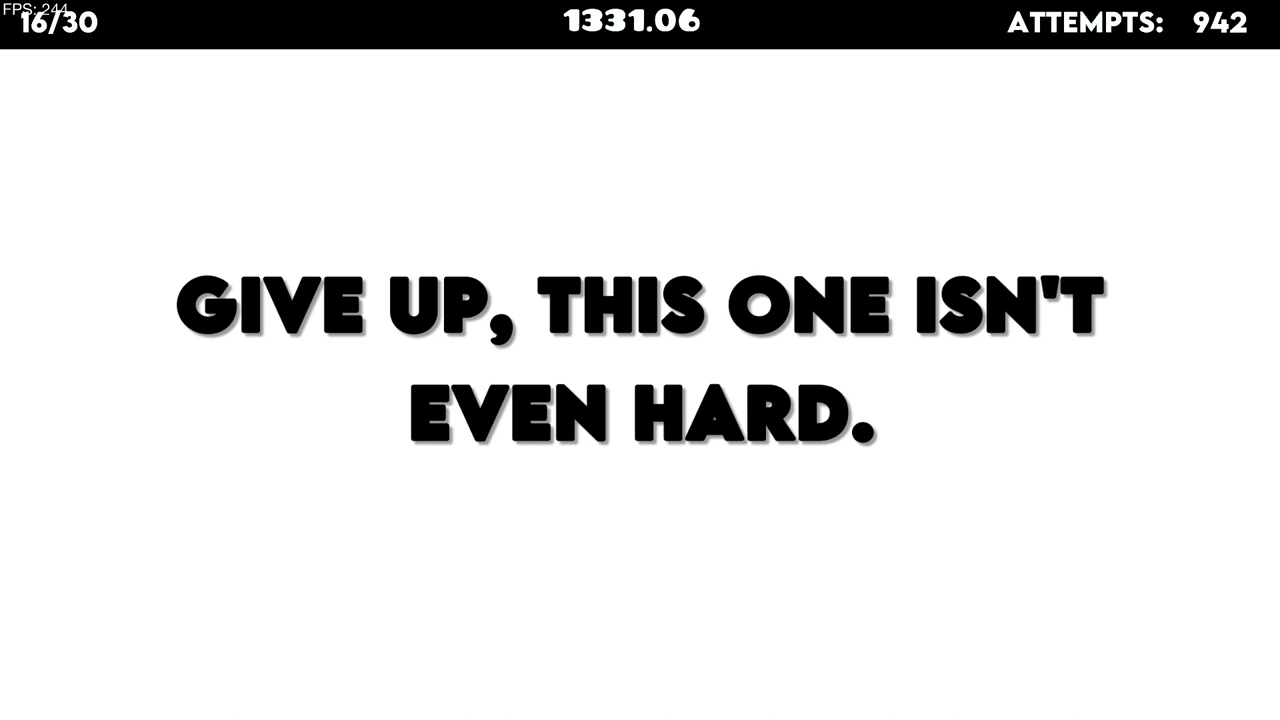 FPS: 244
16/30
1331.06
ATTEMPTS: 942
GIVE UP, THIS ONE ISN'T
EVEN HARD.